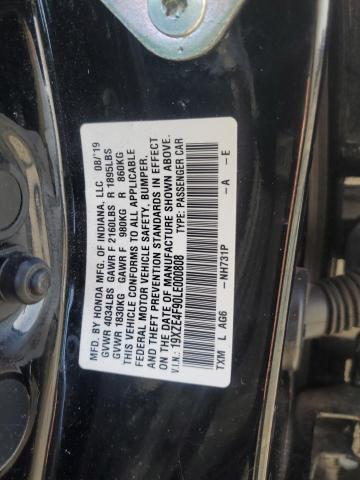 MFD. BY HONDA MFG. OF INDIANA, LLC 08/'19
GVWR 4034LBS GAWR F 2160LBS R 1895LBS
GVWR 1830KG GAWR F 980KG R 860KG
THIS VEHICLE CONFORMS TO ALL APPLICABLE
FEDERAL MOTOR VEHICLE SAFETY, BUMPER,
AND THEFT PREVENTION STANDARDS IN EFFECT
ON THE DATE OF MANUFACTURE SHOWN ABOVE.
V.I.N.: 19XZE4F90LE000808 TYPE: PASSENGER CAR
TXM L AG6 -NH731P -A -E